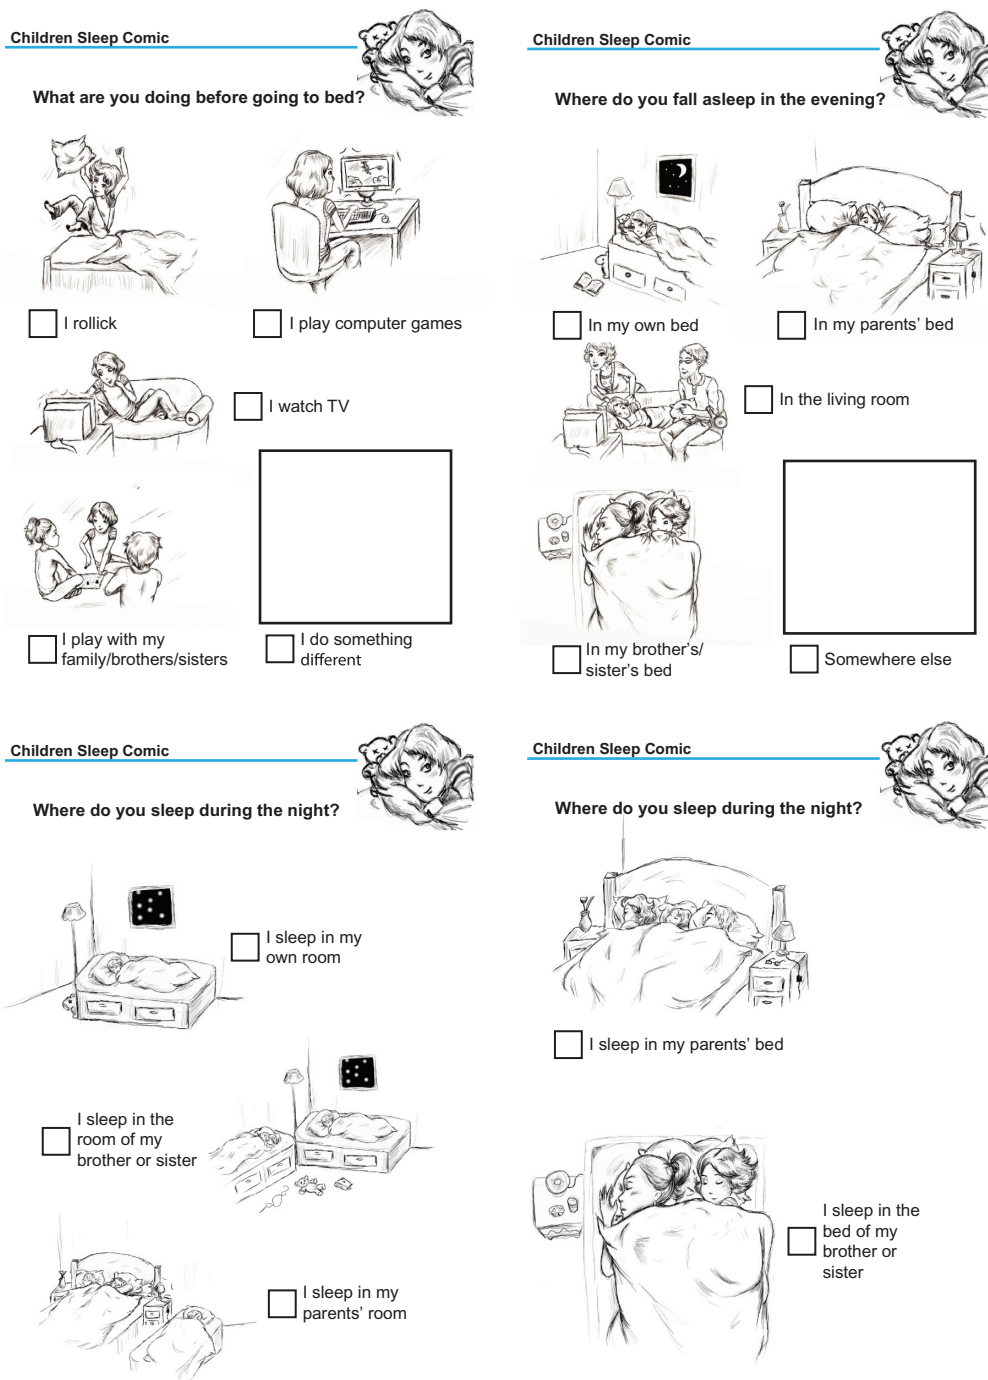 Children Sleep Comic
What are you doing before going to bed?
I rollick
I play computer games
I watch TV
I play with my
family/brothers/sisters
I do something
different
Children Sleep Comic
Where do you fall asleep in the evening?
In my own bed
In my parents’ bed
In the living room
In my brother’s/
sister’s bed
Somewhere else
Children Sleep Comic
Where do you sleep during the night?
I sleep in my
own room
I sleep in the
room of my
brother or sister
I sleep in my
parents’ room
Children Sleep Comic
Where do you sleep during the night?
I sleep in my parents’ bed
I sleep in the
bed of my
brother or
sister